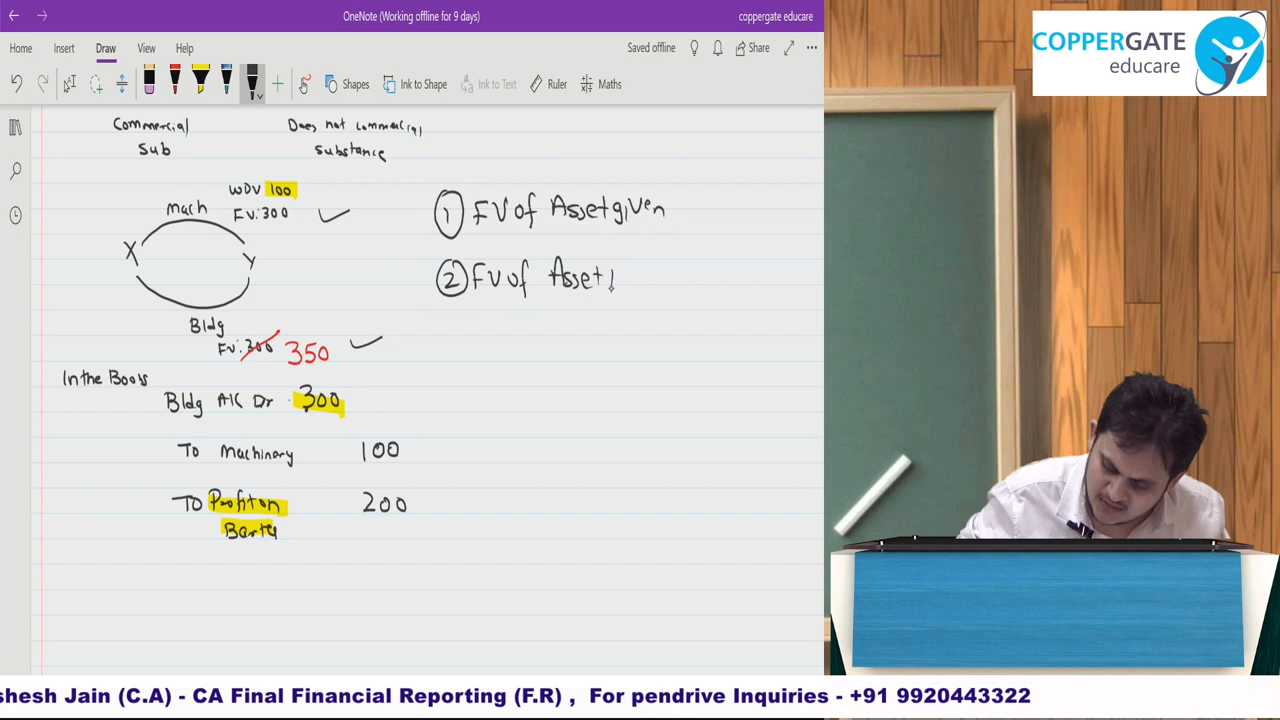 OneNote (Working offline for 9 days)
coppergate educare
Home Insert Draw View Help
Saved offline
Share
Shapes
Ink to Shape
Ink to Text
Ruler
Maths
COPPERGATE
educare
Commercial
Sub
Does not commercial
substance
WDV 100
Mach
FV:300
X
Y
Bldg
FV:300 350
① FV of Asset given
② FV of Asset
In the Books
Bldg A/C Dr 300
To Machinery 100
To Profit on 200
Barter
shesh Jain (C.A) - CA Final Financial Reporting (F.R) , For pendrive Inquiries - +91 9920443322